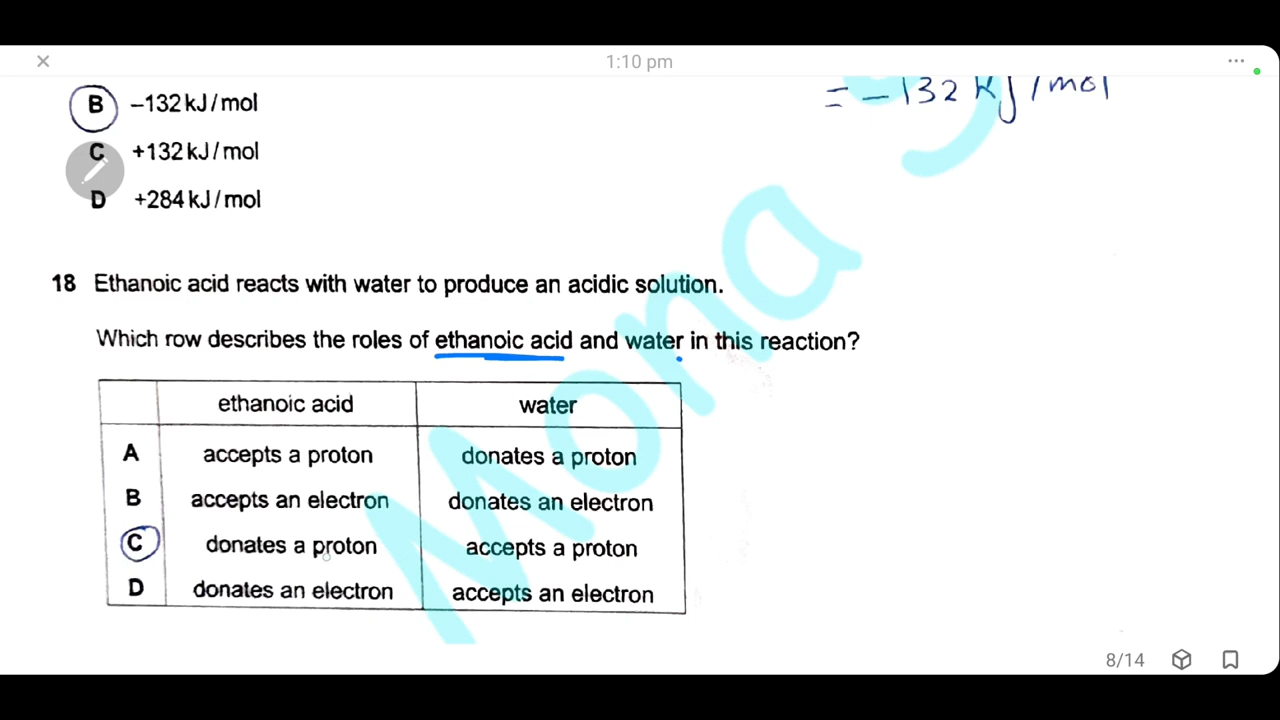 1:10 pm
= -132 kJ/mol
B -132 kJ/mol
C +132 kJ/mol
D +284 kJ/mol
18 Ethanoic acid reacts with water to produce an acidic solution.
Which row describes the roles of ethanoic acid and water in this reaction?
ethanoic acid water
A accepts a proton donates a proton
B accepts an electron donates an electron
C donates a proton accepts a proton
D donates an electron accepts an electron
Mona
8/14